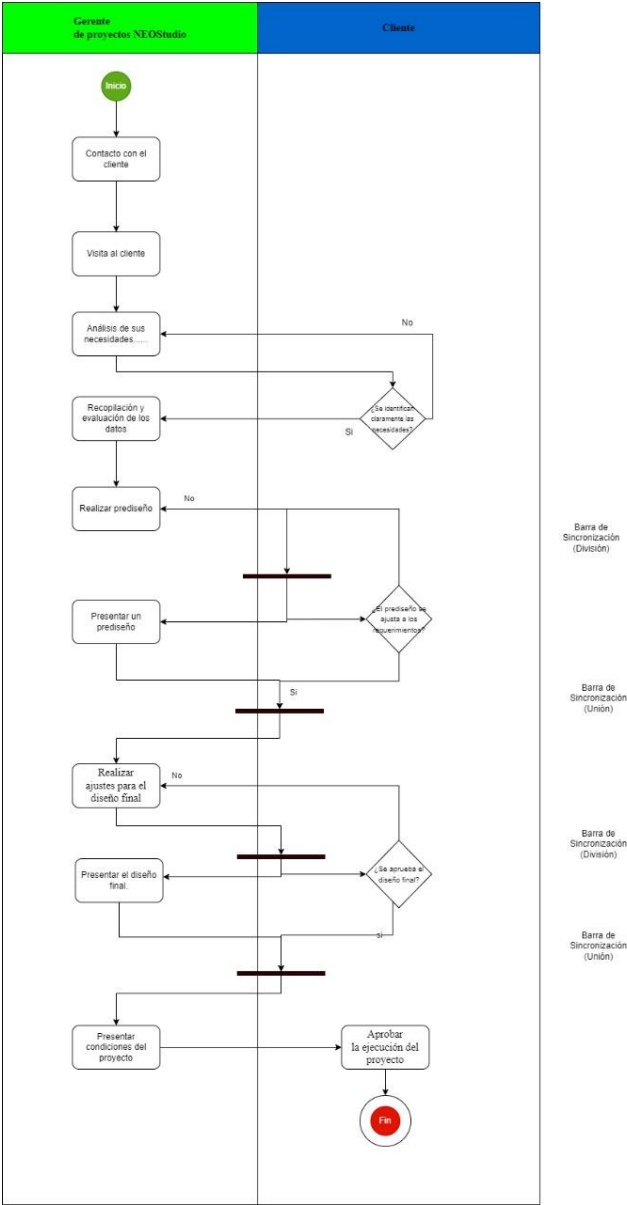 Gerente
de proyectos NEOStudio
Cliente
Inicio
Contacto con el
cliente
Visita al cliente
Análisis de sus
necesidades......
No
¿Se identifican
claramente las
necesidades?
Si
Recopilación y
evaluación de los
datos
Realizar prediseño
No
Barra de
Sincronización
(División)
Presentar un
prediseño
¿El prediseño se
ajusta a los
requerimientos?
Si
Barra de
Sincronización
(Unión)
Realizar
ajustes para el
diseño final
No
Barra de
Sincronización
(División)
Presentar el diseño
final.
¿Se aprueba el
diseño final?
si
Barra de
Sincronización
(Unión)
Presentar
condiciones del
proyecto
Aprobar
la ejecución del
proyecto
Fin